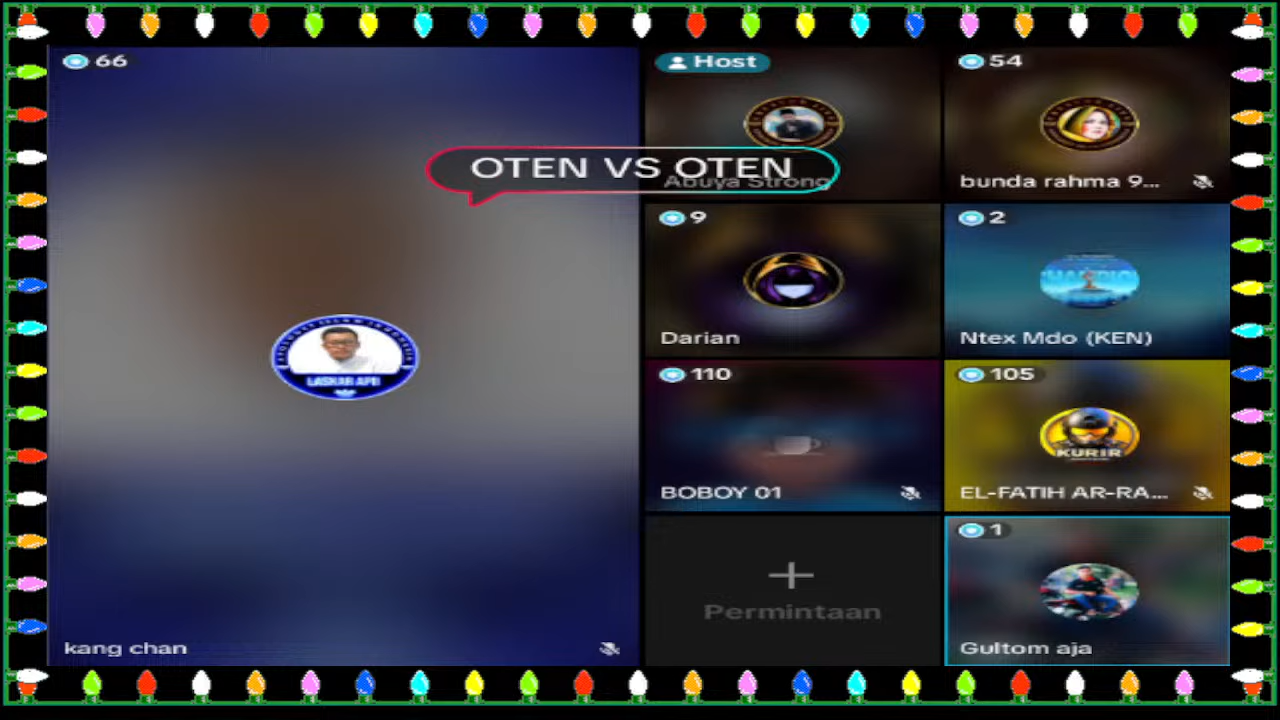 66
Host
54
OTEN VS OTEN
Abuya Strong
bunda rahma 9...
9
2
Darian
Ntex Mdo (KEN)
110
105
LASKAR API
KURIR
BOBOY 01
EL-FATIH AR-RA...
1
Permintaan
kang chan
Gultom aja